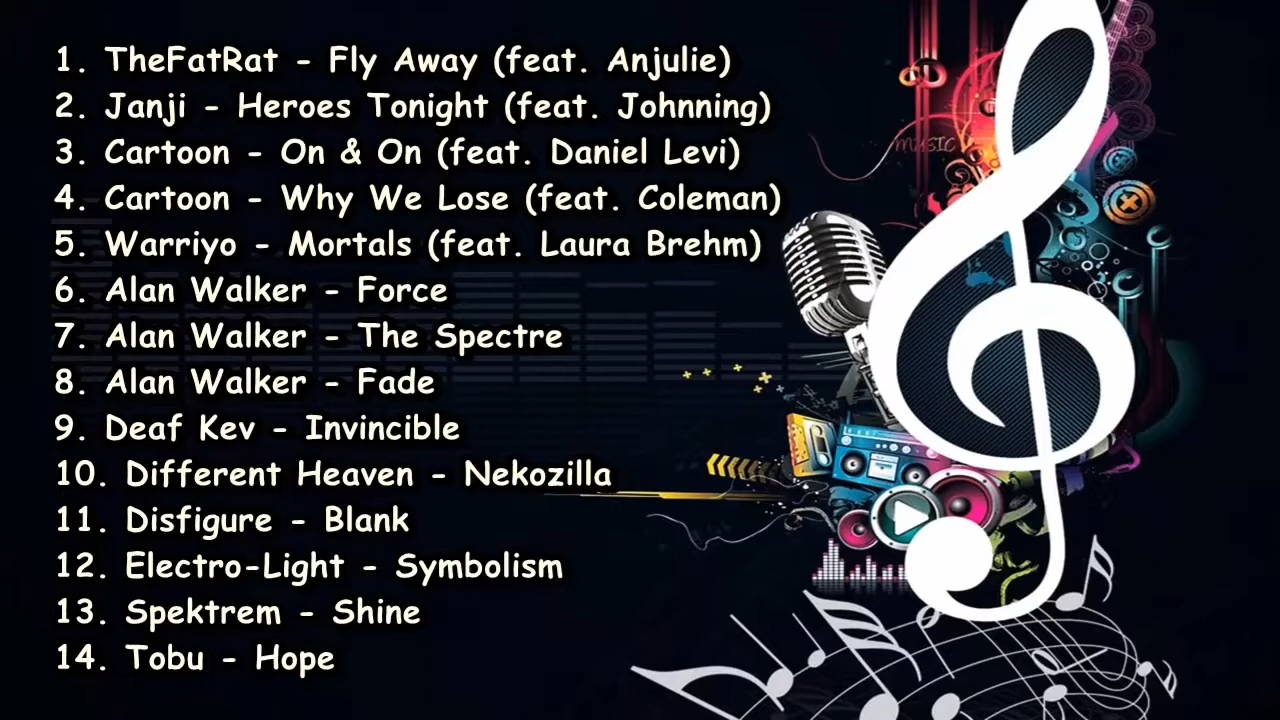 1. TheFatRat - Fly Away (feat. Anjulie)
2. Janji - Heroes Tonight (feat. Johnning)
3. Cartoon - On & On (feat. Daniel Levi)
4. Cartoon - Why We Lose (feat. Coleman)
5. Warriyo - Mortals (feat. Laura Brehm)
6. Alan Walker - Force
7. Alan Walker - The Spectre
8. Alan Walker - Fade
9. Deaf Kev - Invincible
10. Different Heaven - Nekozilla
11. Disfigure - Blank
12. Electro-Light - Symbolism
13. Spektrem - Shine
14. Tobu - Hope
MUSIC